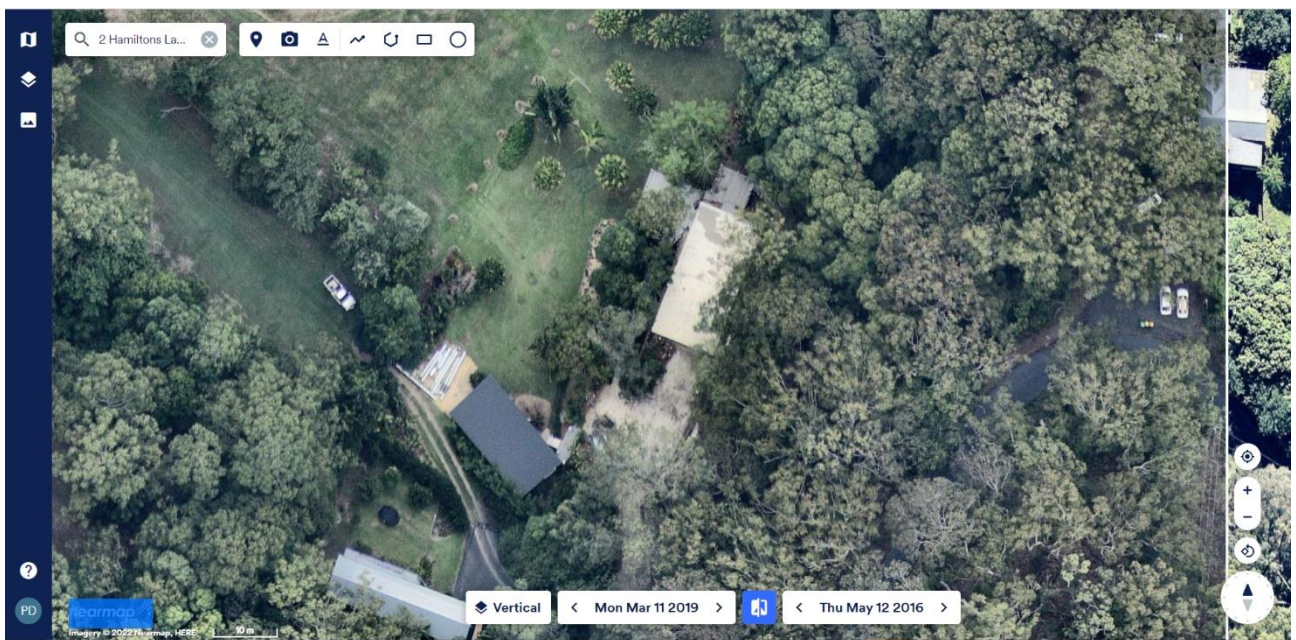 2 Hamiltons La...
A
?
PD
nearmap
Imagery © 2022 Nearmap, HERE
10 m
Vertical
< Mon Mar 11 2019 >
< Thu May 12 2016 >
+
−